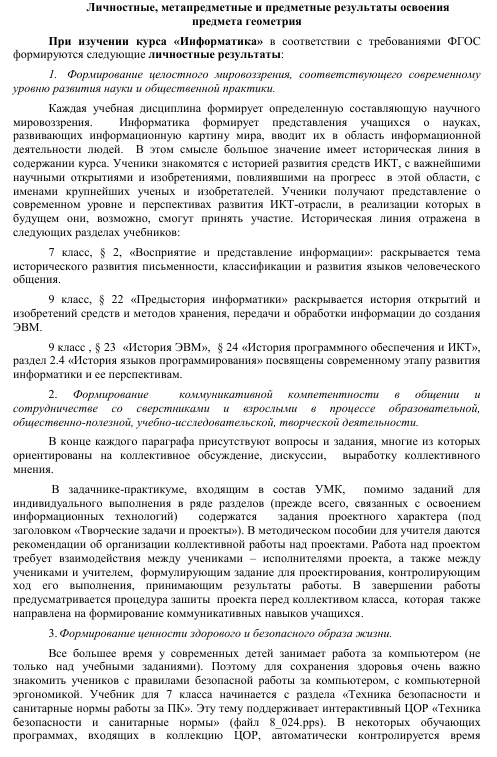 Личностные, метапредметные и предметные результаты освоения
предмета геометрия
При изучении курса «Информатика» в соответствии с требованиями ФГОС
формируются следующие личностные результаты:
1. Формирование целостного мировоззрения, соответствующего современному
уровню развития науки и общественной практики.
Каждая учебная дисциплина формирует определенную составляющую научного
мировоззрения. Информатика формирует представления учащихся о науках,
развивающих информационную картину мира, вводит их в область информационной
деятельности людей. В этом смысле большое значение имеет историческая линия в
содержании курса. Ученики знакомятся с историей развития средств ИКТ, с важнейшими
научными открытиями и изобретениями, повлиявшими на прогресс в этой области, с
именами крупнейших ученых и изобретателей. Ученики получают представление о
современном уровне и перспективах развития ИКТ-отрасли, в реализации которых в
будущем они, возможно, смогут принять участие. Историческая линия отражена в
следующих разделах учебников:
7 класс, § 2, «Восприятие и представление информации»: раскрывается тема
исторического развития письменности, классификации и развития языков человеческого
общения.
9 класс, § 22 «Предыстория информатики» раскрывается история открытий и
изобретений средств и методов хранения, передачи и обработки информации до создания
ЭВМ.
9 класс , § 23 «История ЭВМ», § 24 «История программного обеспечения и ИКТ»,
раздел 2.4 «История языков программирования» посвящены современному этапу развития
информатики и ее перспективам.
2. Формирование коммуникативной компетентности в общении и
сотрудничестве со сверстниками и взрослыми в процессе образовательной,
общественно-полезной, учебно-исследовательской, творческой деятельности.
В конце каждого параграфа присутствуют вопросы и задания, многие из которых
ориентированы на коллективное обсуждение, дискуссии, выработку коллективного
мнения.
В задачнике-практикуме, входящим в состав УМК, помимо заданий для
индивидуального выполнения в ряде разделов (прежде всего, связанных с освоением
информационных технологий) содержатся задания проектного характера (под
заголовком «Творческие задачи и проекты»). В методическом пособии для учителя даются
рекомендации об организации коллективной работы над проектами. Работа над проектом
требует взаимодействия между учениками – исполнителями проекта, а также между
учениками и учителем, формулирующим задание для проектирования, контролирующим
ход его выполнения, принимающим результаты работы. В завершении работы
предусматривается процедура зашиты проекта перед коллективом класса, которая также
направлена на формирование коммуникативных навыков учащихся.
3. Формирование ценности здорового и безопасного образа жизни.
Все большее время у современных детей занимает работа за компьютером (не
только над учебными заданиями). Поэтому для сохранения здоровья очень важно
знакомить учеников с правилами безопасной работы за компьютером, с компьютерной
эргономикой. Учебник для 7 класса начинается с раздела «Техника безопасности и
санитарные нормы работы за ПК». Эту тему поддерживает интерактивный ЦОР «Техника
безопасности и санитарные нормы» (файл 8_024.pps). В некоторых обучающих
программах, входящих в коллекцию ЦОР, автоматически контролируется время